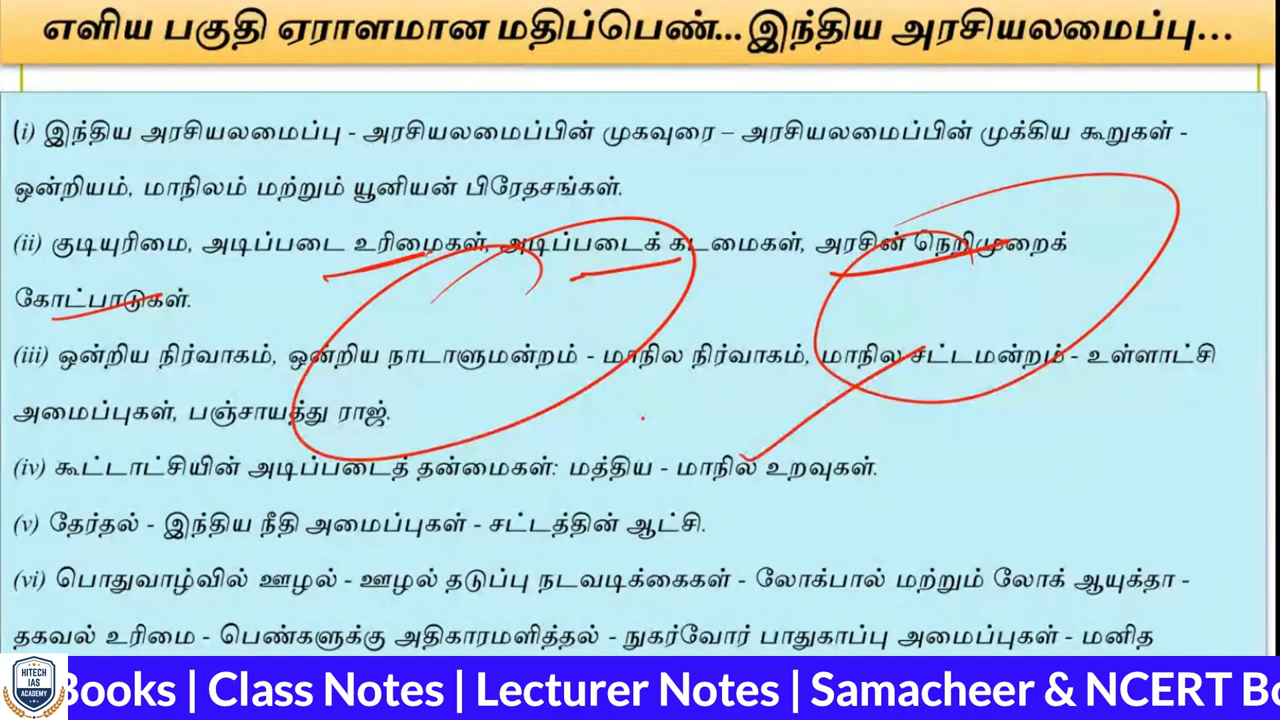 எளிய பகுதி ஏராளமான மதிப்பெண்...இந்திய அரசியலமைப்பு...
(i) இந்திய அரசியலமைப்பு - அரசியலமைப்பின் முகவுரை – அரசியலமைப்பின் முக்கிய கூறுகள் -
ஒன்றியம், மாநிலம் மற்றும் யூனியன் பிரேதசங்கள்.
(ii) குடியுரிமை, அடிப்படை உரிமைகள், அடிப்படைக் கடமைகள், அரசின் நெறிமுறைக்
கோட்பாடுகள்.
(iii) ஒன்றிய நிர்வாகம், ஒன்றிய நாடாளுமன்றம் - மாநில நிர்வாகம், மாநில சட்டமன்றம் - உள்ளாட்சி
அமைப்புகள், பஞ்சாயத்து ராஜ்.
(iv) கூட்டாட்சியின் அடிப்படைத் தன்மைகள்: மத்திய - மாநில உறவுகள்.
(v) தேர்தல் - இந்திய நீதி அமைப்புகள் - சட்டத்தின் ஆட்சி.
(vi) பொதுவாழ்வில் ஊழல் - ஊழல் தடுப்பு நடவடிக்கைகள் - லோக்பால் மற்றும் லோக் ஆயுக்தா -
தகவல் உரிமை - பெண்களுக்கு அதிகாரமளித்தல் - நுகர்வோர் பாதுகாப்பு அமைப்புகள் - மனித
HITECH
IAS
ACADEMY
Books | Class Notes | Lecturer Notes | Samacheer & NCERT Bo